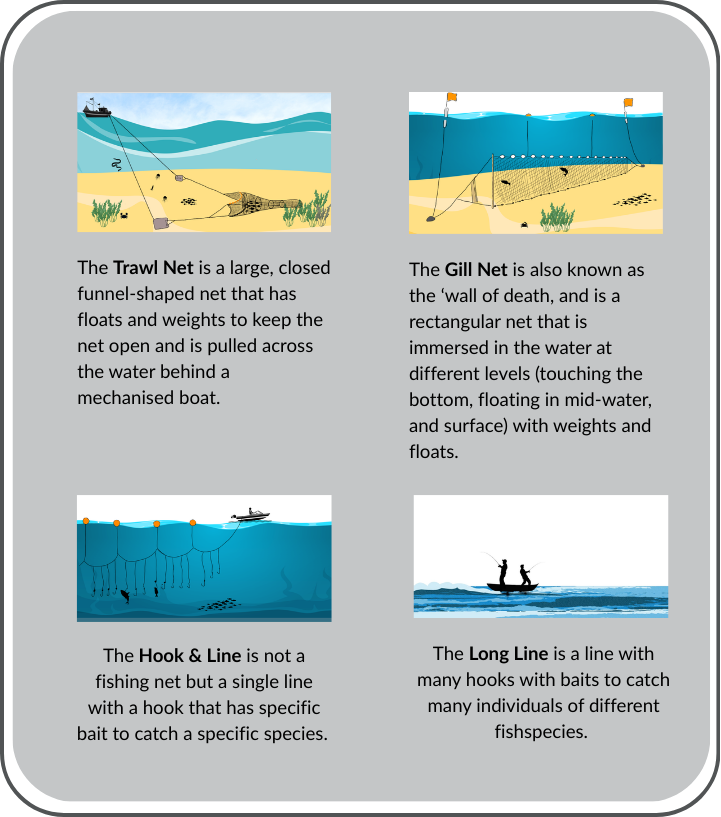 The Trawl Net is a large, closed
funnel-shaped net that has
floats and weights to keep the
net open and is pulled across
the water behind a
mechanised boat.
The Gill Net is also known as
the ‘wall of death, and is a
rectangular net that is
immersed in the water at
different levels (touching the
bottom, floating in mid-water,
and surface) with weights and
floats.
The Hook & Line is not a
fishing net but a single line
with a hook that has specific
bait to catch a specific species.
The Long Line is a line with
many hooks with baits to catch
many individuals of different
fishspecies.